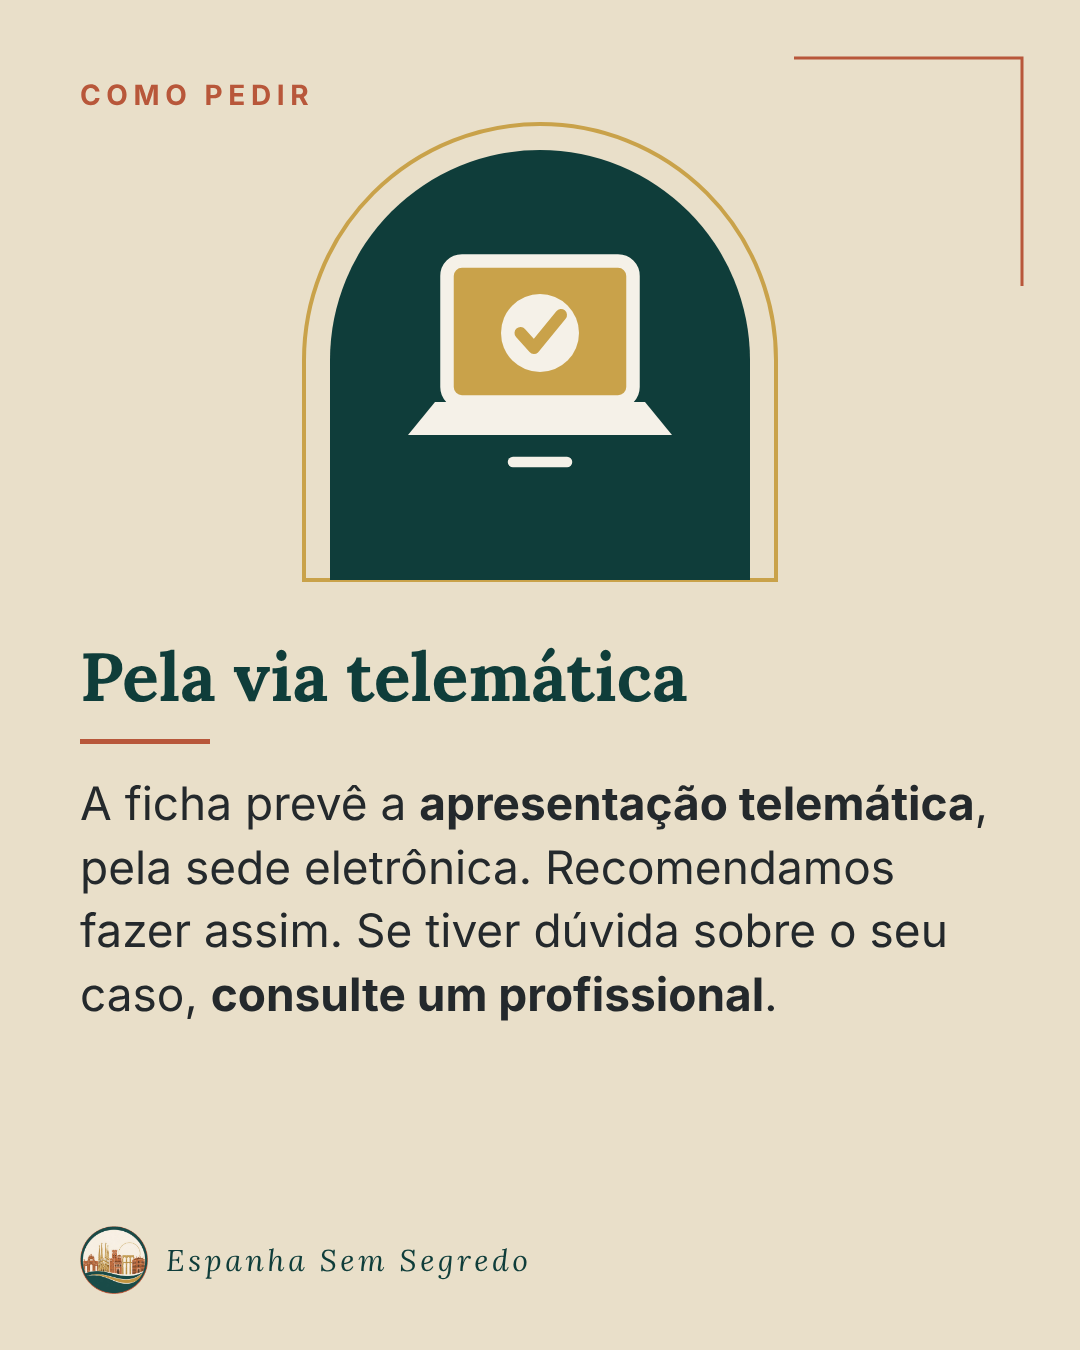 COMO PEDIR
Pela via telemática
A ficha prevê a apresentação telemática,
pela sede eletrônica. Recomendamos
fazer assim. Se tiver dúvida sobre o seu
caso, consulte um profissional.
Espanha Sem Segredo